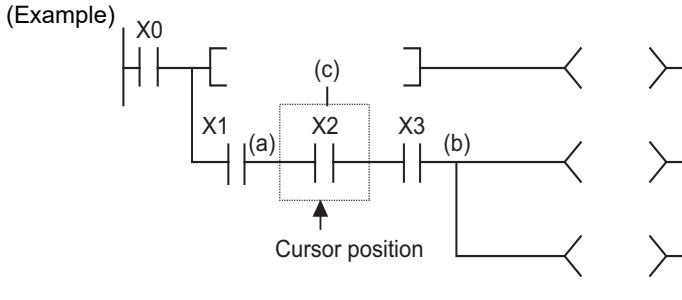 (Example)
X0
(c)
X1 (a) X2 X3 (b)
Cursor position